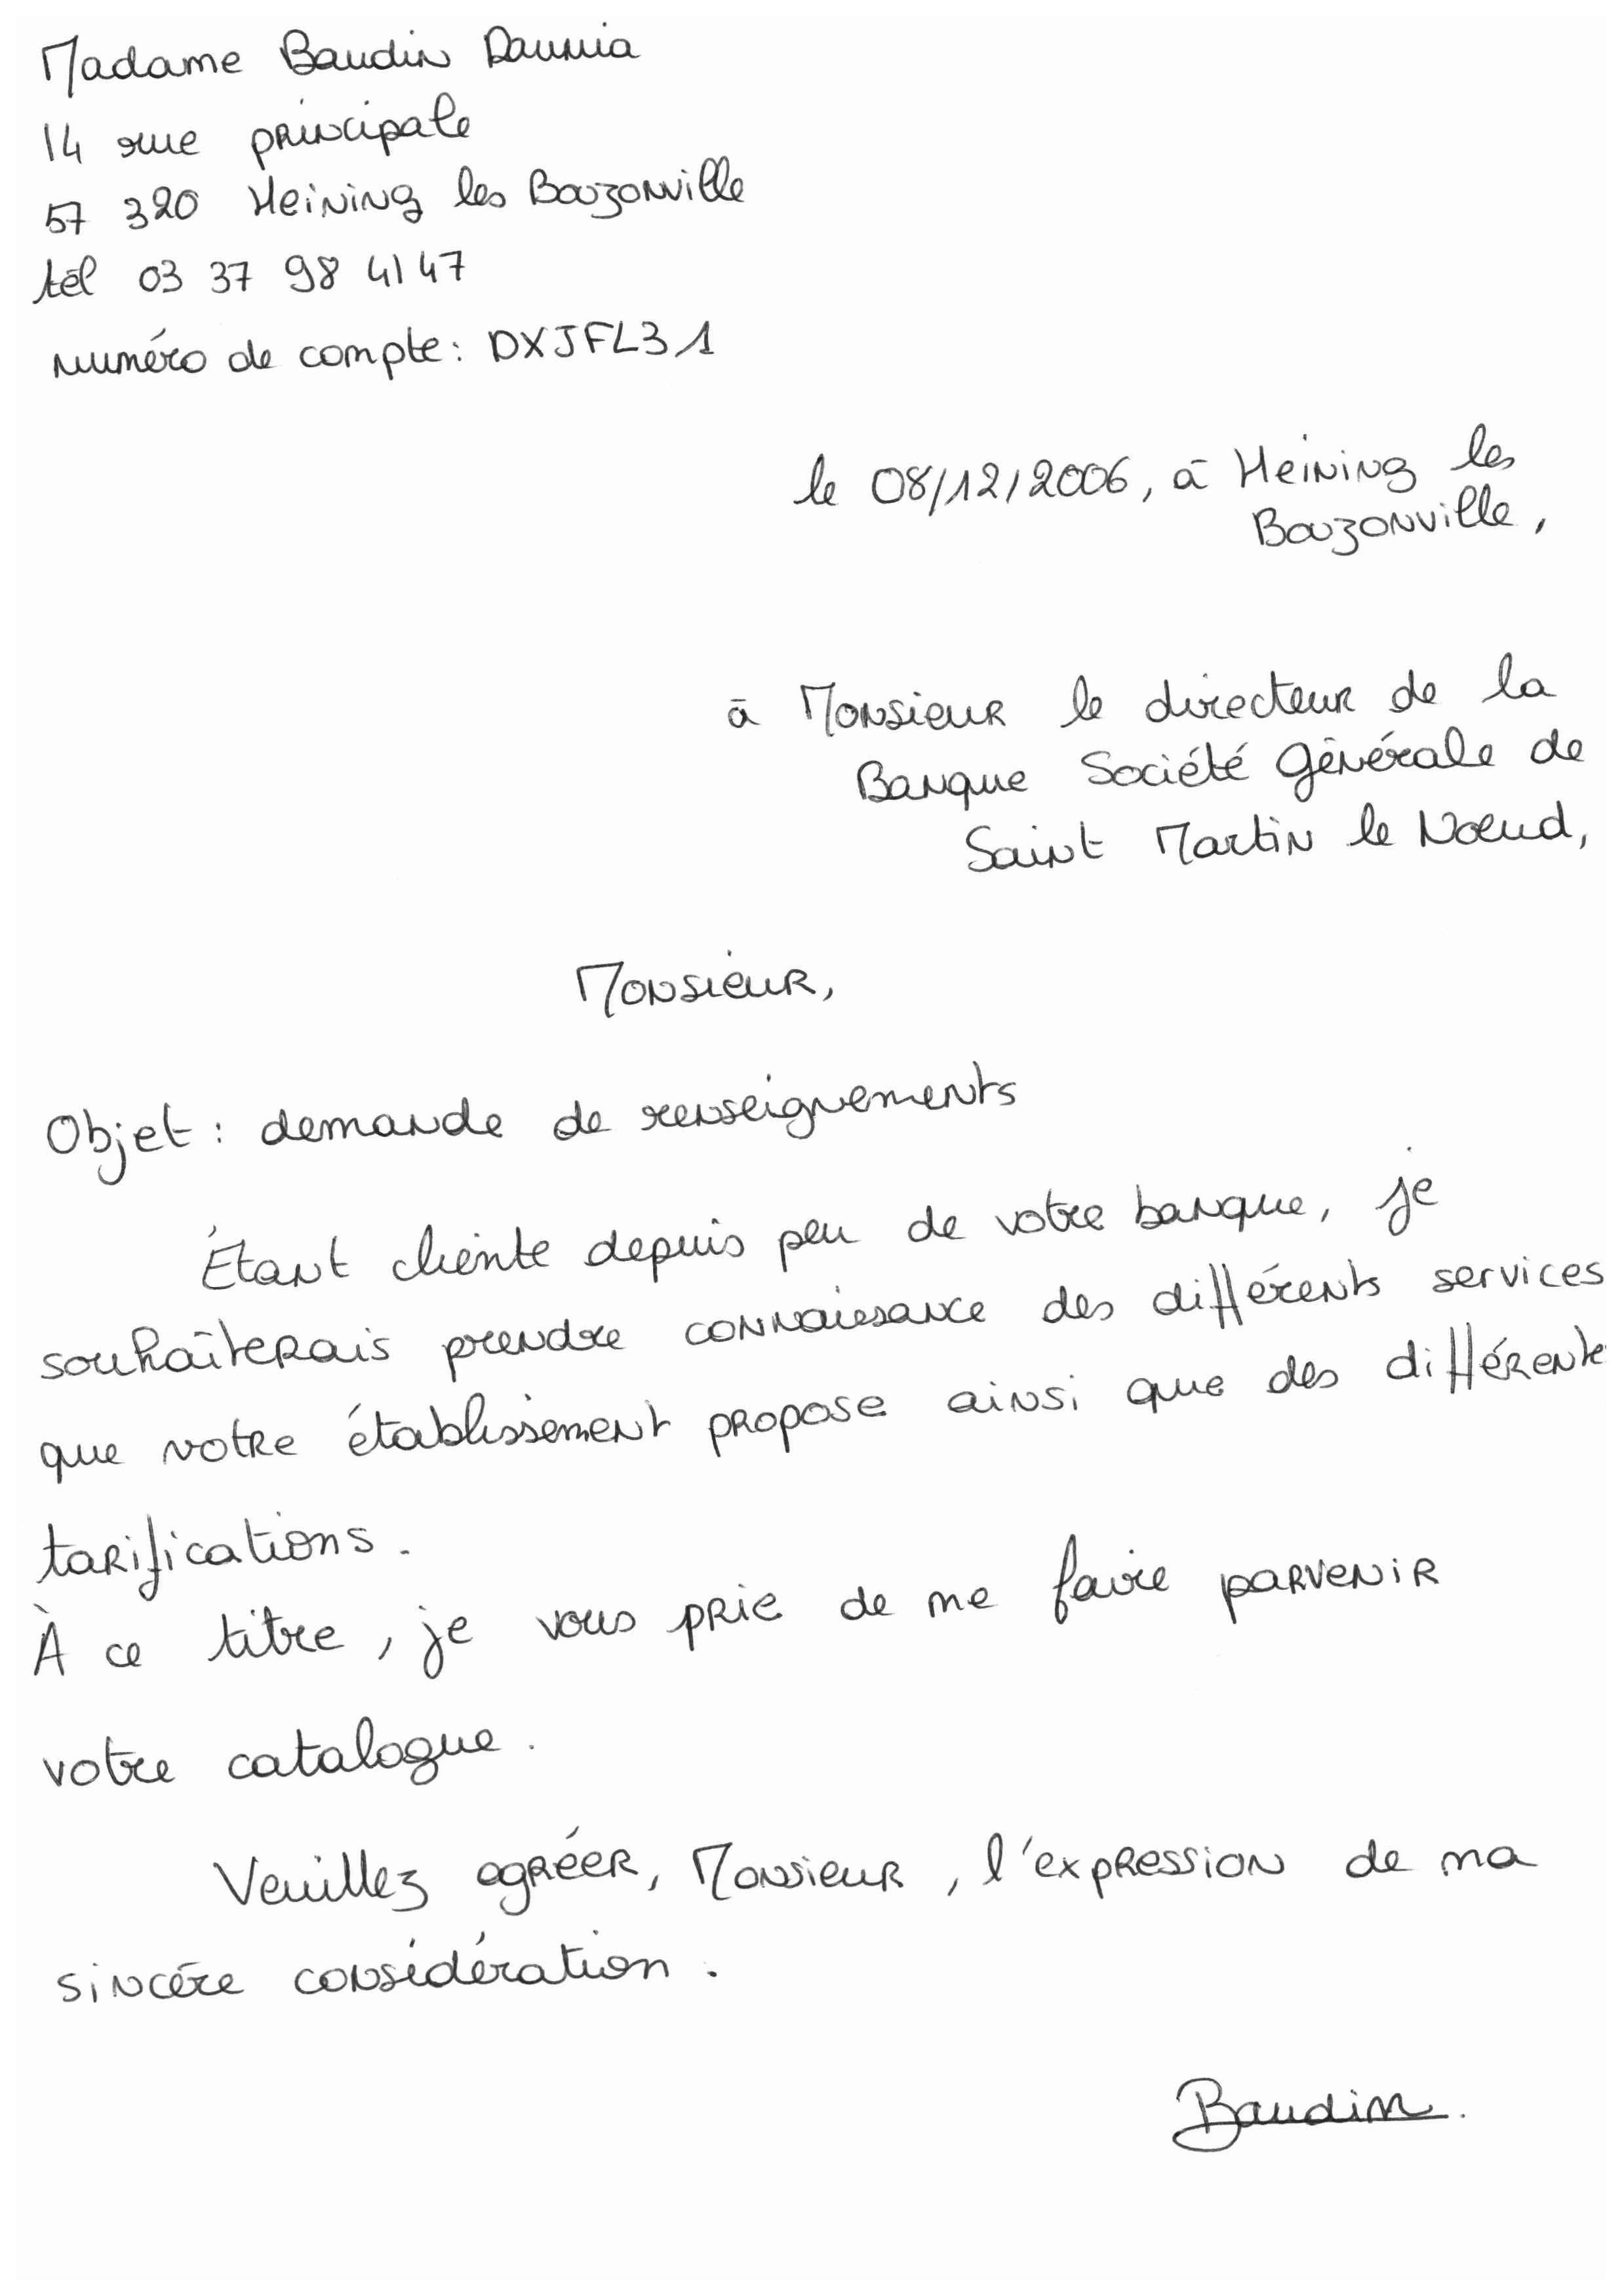 Madame Baudin Dounia
14 rue principale
57 320 Heining les Bouzonville
tél 03 37 98 41 47
numéro de compte : DXJFL31
le 08/12/2006, à Heining les
Bouzonville,
à Monsieur le directeur de la
Banque Société Générale de
Saint Martin le Noeud,
Monsieur,
Objet : demande de renseignements
Étant cliente depuis peu de votre banque, je
souhaiterais prendre connaissance des différents services
que votre établissement propose ainsi que des différente
tarifications.
À ce titre, je vous prie de me faire parvenir
votre catalogue.
Veuillez agréer, Monsieur, l'expression de ma
sincère considération.
Baudin.